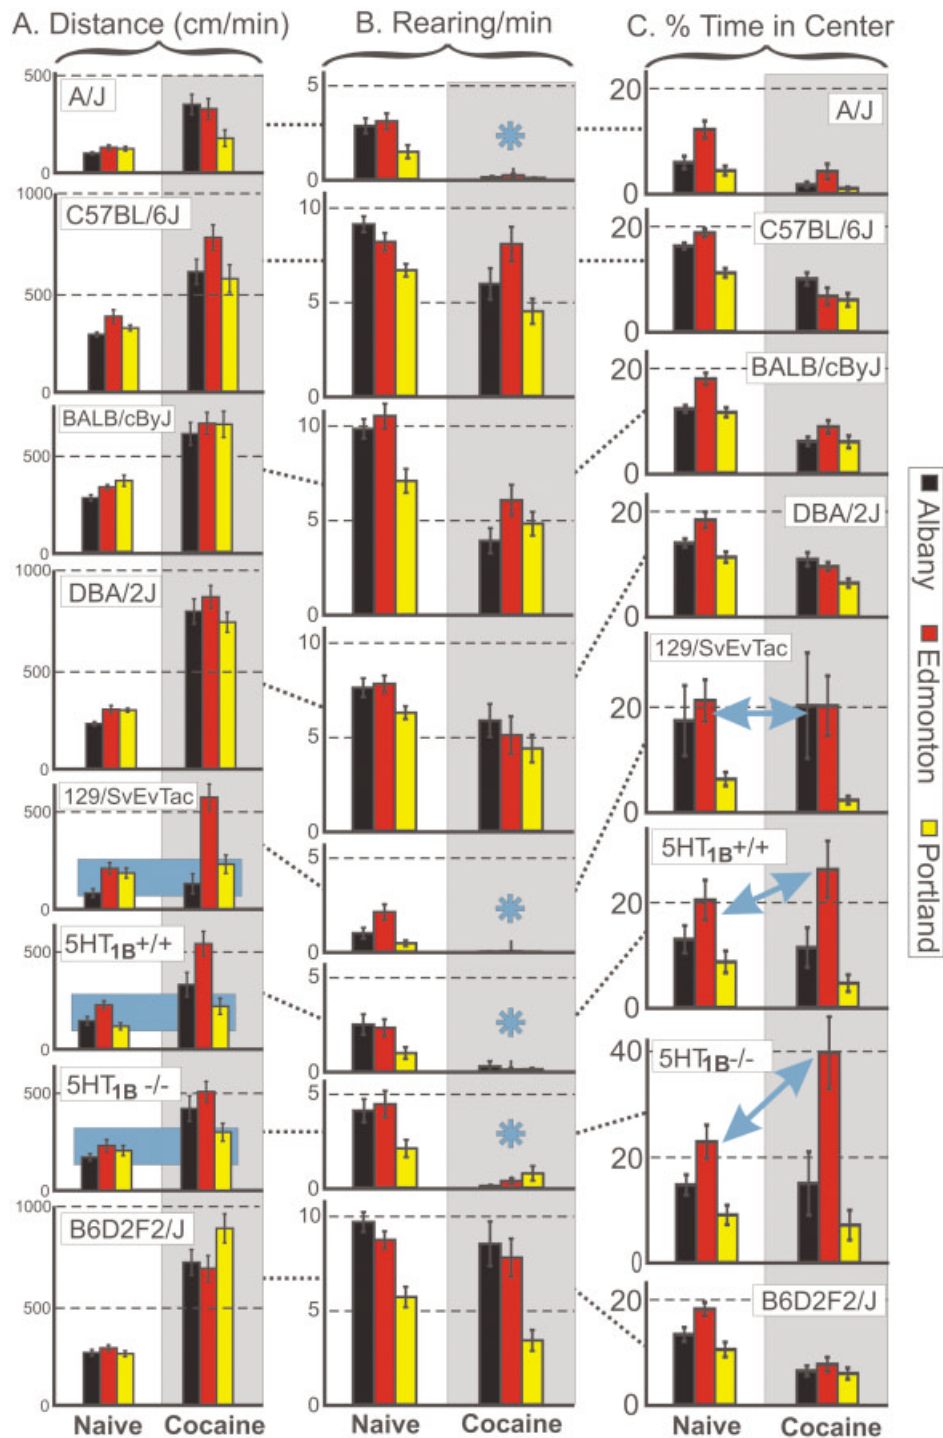 A. Distance (cm/min)
B. Rearing/min
C. % Time in Center
500
A/J
0
1000
C57BL/6J
500
0
BALB/cByJ
500
0
1000
DBA/2J
500
0
129/SvEvTac
500
0
500
5HT1B+/+
0
500
5HT1B -/-
0
1000
B6D2F2/J
500
0
Naive Cocaine
5
0
10
5
0
10
5
0
10
5
0
5
0
5
0
5
0
10
5
0
Naive Cocaine
20
A/J
0
20
C57BL/6J
0
20
BALB/cByJ
0
20
DBA/2J
0
129/SvEvTac
20
0
5HT1B+/+
20
0
40
5HT1B-/-
20
0
20
B6D2F2/J
0
Naive Cocaine
Albany
Edmonton
Portland